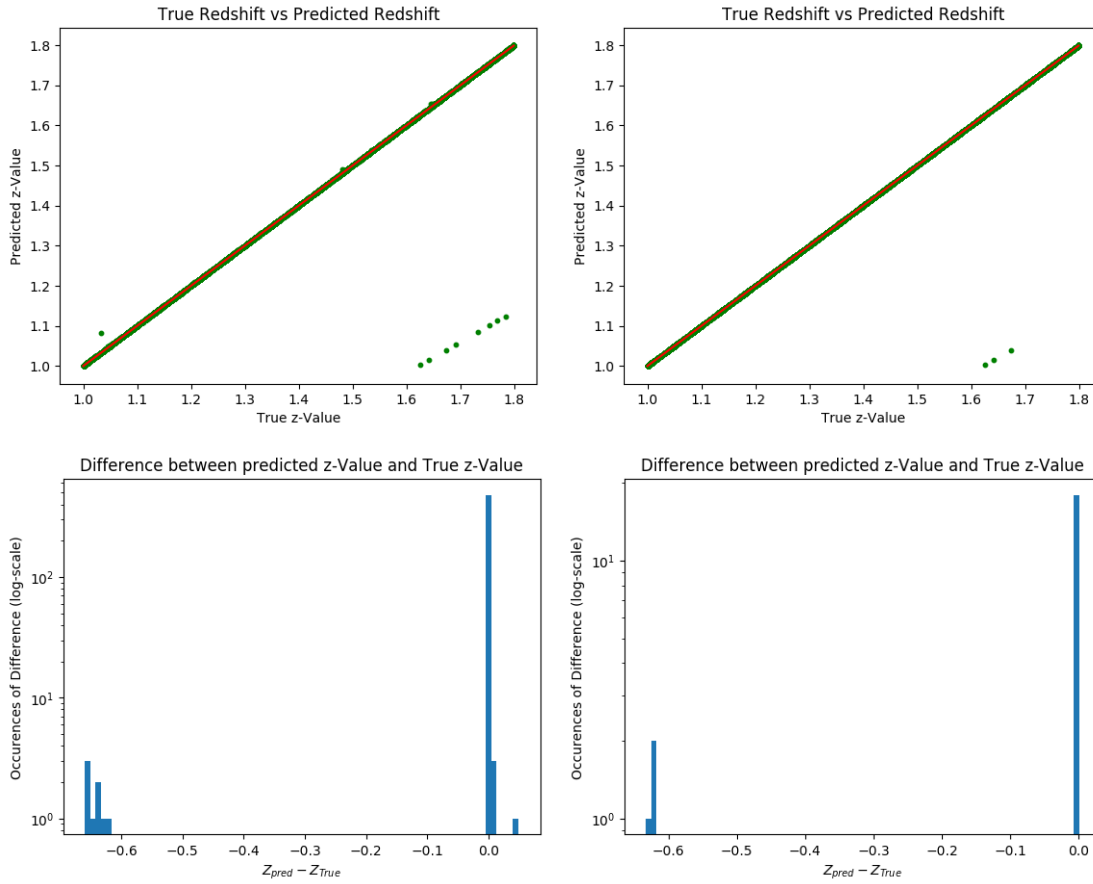 True Redshift vs Predicted Redshift
1.8
1.7
1.6
1.5
1.4
1.3
1.2
1.1
1.0
Predicted z-Value
1.0 1.1 1.2 1.3 1.4 1.5 1.6 1.7 1.8
True z-Value
True Redshift vs Predicted Redshift
1.8
1.7
1.6
1.5
1.4
1.3
1.2
1.1
1.0
Predicted z-Value
1.0 1.1 1.2 1.3 1.4 1.5 1.6 1.7 1.8
True z-Value
Difference between predicted z-Value and True z-Value
10²
10¹
10⁰
Occurences of Difference (log-scale)
−0.6 −0.5 −0.4 −0.3 −0.2 −0.1 0.0
Z_pred − Z_True
Difference between predicted z-Value and True z-Value
10¹
10⁰
Occurences of Difference (log-scale)
−0.6 −0.5 −0.4 −0.3 −0.2 −0.1 0.0
Z_pred − Z_True